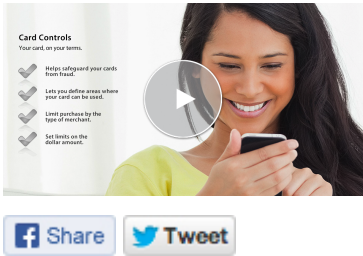 Card Controls
Your card, on your terms.
Helps safeguard your cards
from fraud.
Lets you define areas where
your card can be used.
Limit purchase by the
type of merchant.
Set limits on the
dollar amount.
Share
Tweet